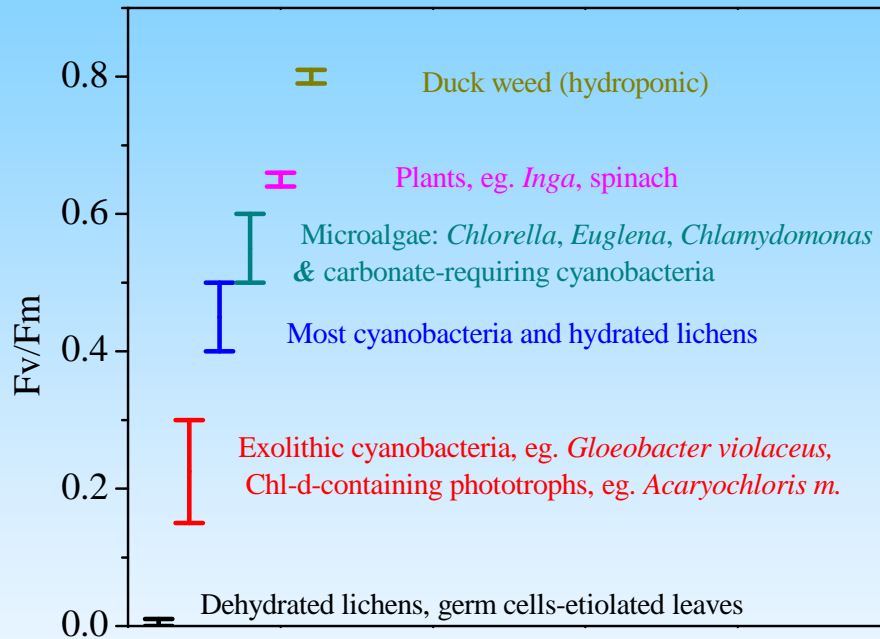 0.8
Duck weed (hydroponic)
Plants, eg. Inga, spinach
0.6
Microalgae: Chlorella, Euglena, Chlamydomonas
& carbonate-requiring cyanobacteria
Fv/Fm
0.4
Most cyanobacteria and hydrated lichens
Exolithic cyanobacteria, eg. Gloeobacter violaceus,
Chl-d-containing phototrophs, eg. Acaryochloris m.
0.2
Dehydrated lichens, germ cells-etiolated leaves
0.0